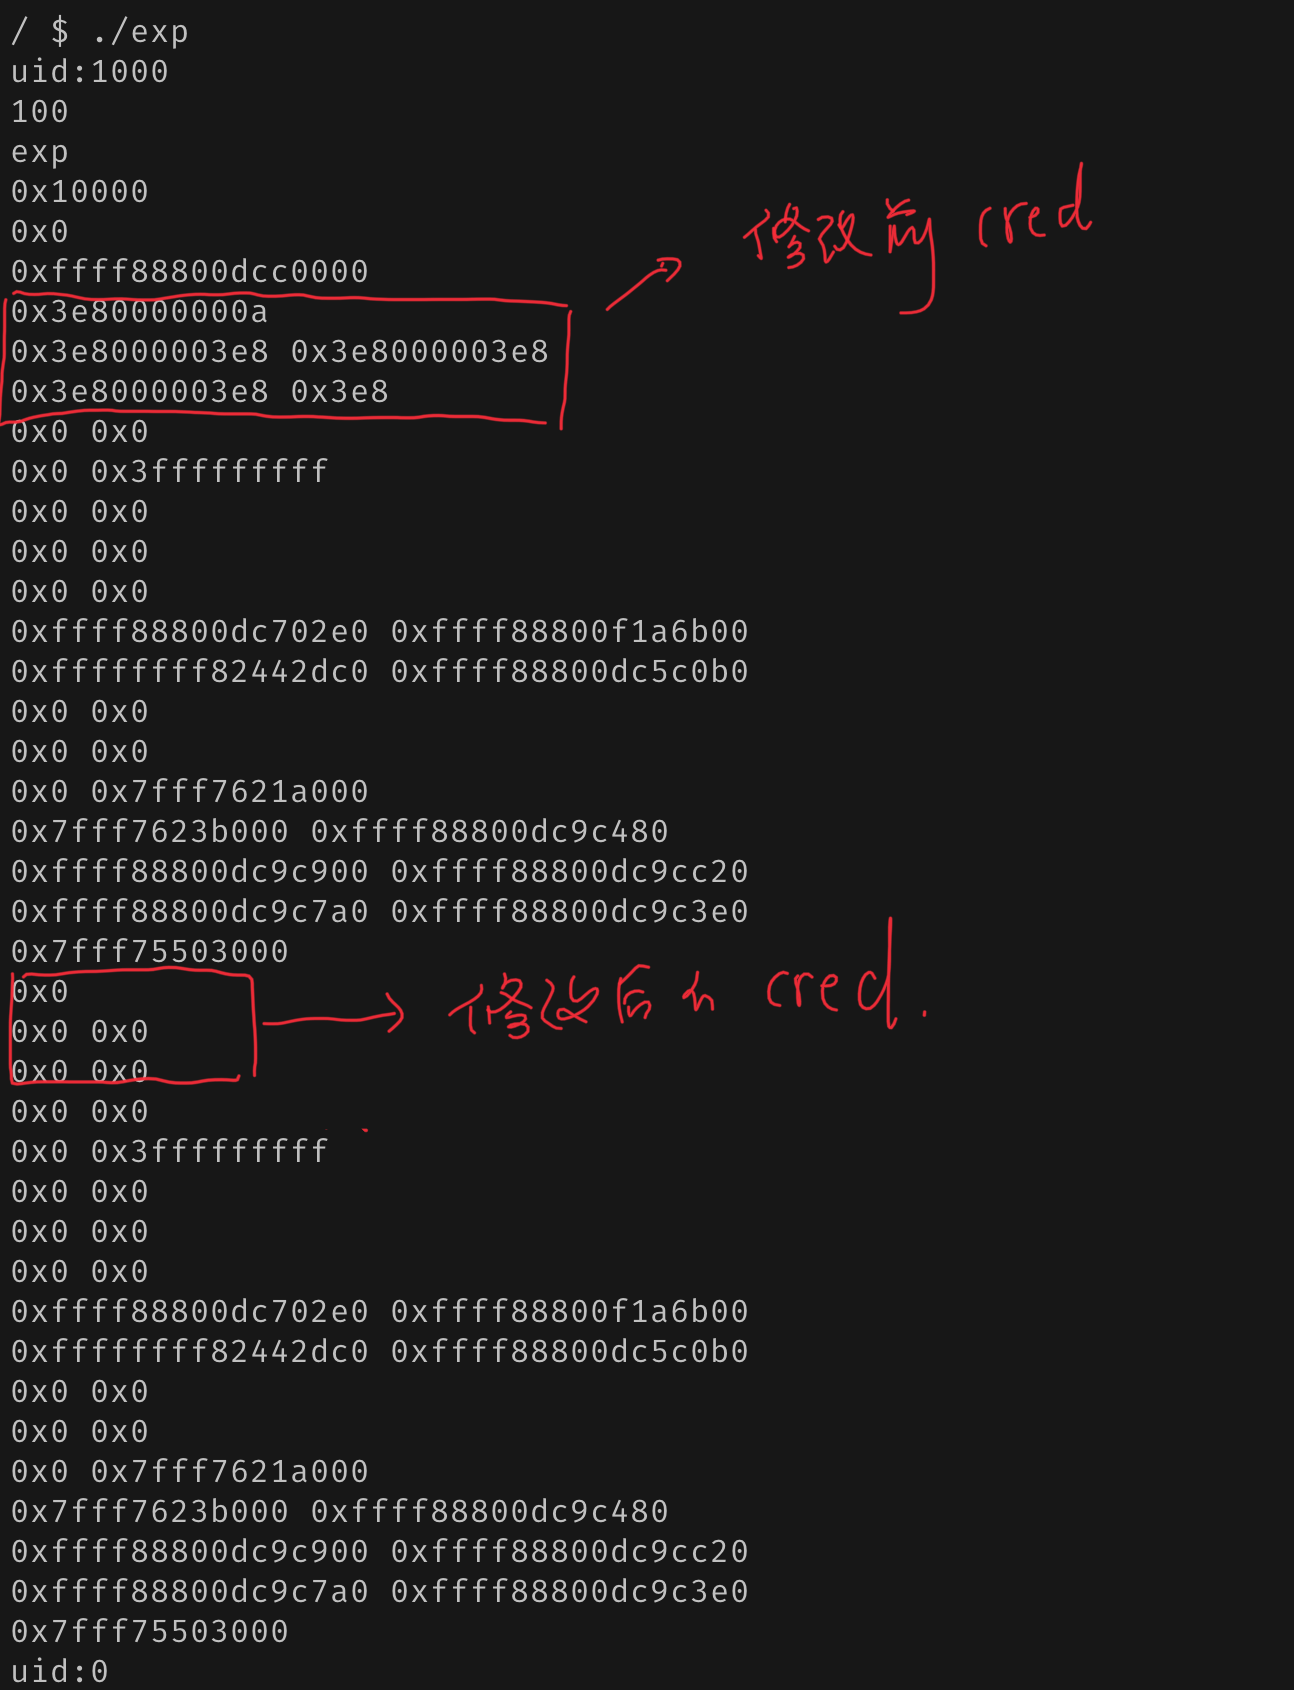 / $ ./exp
uid:1000
100
exp
0x10000
0x0
修改前 cred
0xffff88800dcc0000
0x3e80000000a
0x3e8000003e8 0x3e8000003e8
0x3e8000003e8 0x3e8
0x0 0x0
0x0 0x3fffffffff
0x0 0x0
0x0 0x0
0x0 0x0
0xffff88800dc702e0 0xffff88800f1a6b00
0xffffffff82442dc0 0xffff88800dc5c0b0
0x0 0x0
0x0 0x0
0x0 0x7fff7621a000
0x7fff7623b000 0xffff88800dc9c480
0xffff88800dc9c900 0xffff88800dc9cc20
0xffff88800dc9c7a0 0xffff88800dc9c3e0
0x7fff75503000
0x0
修改后的 cred.
0x0 0x0
0x0 0x0
0x0 0x0
0x0 0x3fffffffff
0x0 0x0
0x0 0x0
0x0 0x0
0xffff88800dc702e0 0xffff88800f1a6b00
0xffffffff82442dc0 0xffff88800dc5c0b0
0x0 0x0
0x0 0x0
0x0 0x7fff7621a000
0x7fff7623b000 0xffff88800dc9c480
0xffff88800dc9c900 0xffff88800dc9cc20
0xffff88800dc9c7a0 0xffff88800dc9c3e0
0x7fff75503000
uid:0